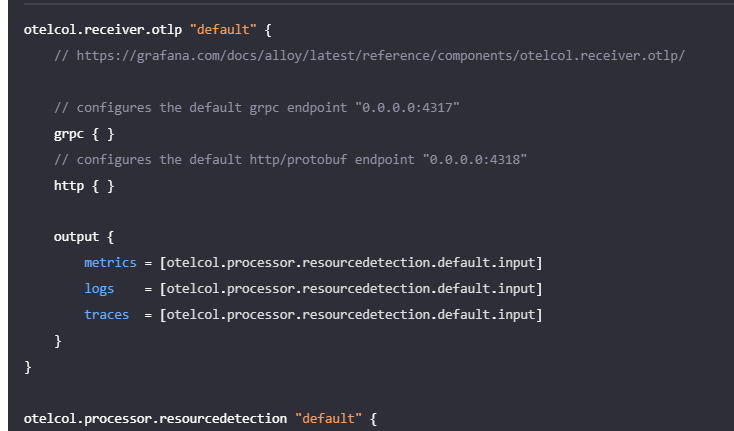 otelcol.receiver.otlp "default" {
    // https://grafana.com/docs/alloy/latest/reference/components/otelcol.receiver.otlp/

    // configures the default grpc endpoint "0.0.0.0:4317"
    grpc { }
    // configures the default http/protobuf endpoint "0.0.0.0:4318"
    http { }

    output {
        metrics = [otelcol.processor.resourcedetection.default.input]
        logs    = [otelcol.processor.resourcedetection.default.input]
        traces  = [otelcol.processor.resourcedetection.default.input]
    }
}

otelcol.processor.resourcedetection "default" {